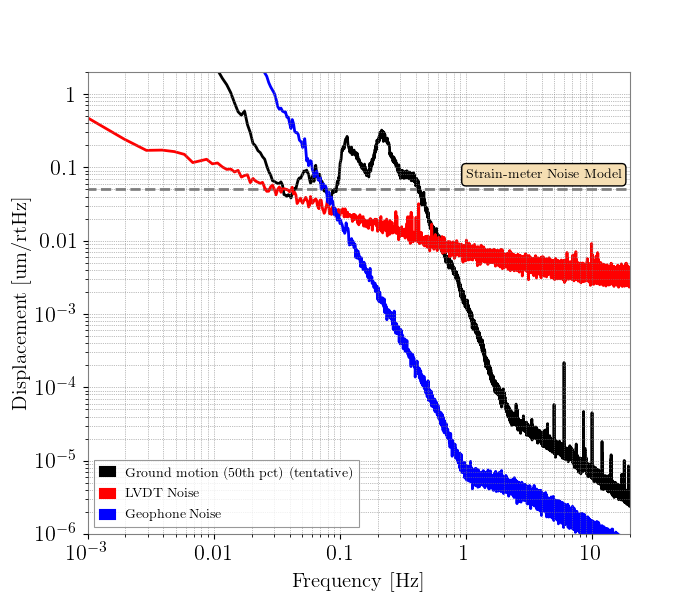 1
0.1
0.01
10⁻³
10⁻⁴
10⁻⁵
10⁻⁶
Displacement [um/rtHz]
Strain-meter Noise Model
Ground motion (50th pct) (tentative)
LVDT Noise
Geophone Noise
10⁻³ 0.01 0.1 1 10
Frequency [Hz]